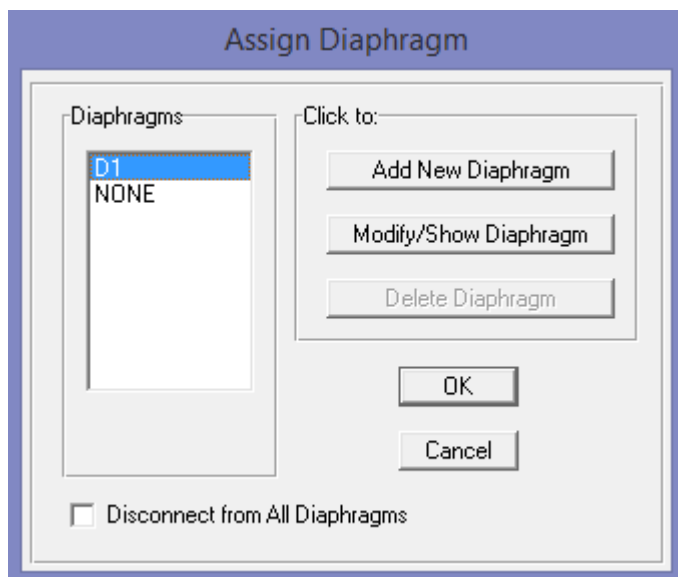 Assign Diaphragm
Diaphragms
D1
NONE
Click to:
Add New Diaphragm
Modify/Show Diaphragm
Delete Diaphragm
OK
Cancel
Disconnect from All Diaphragms